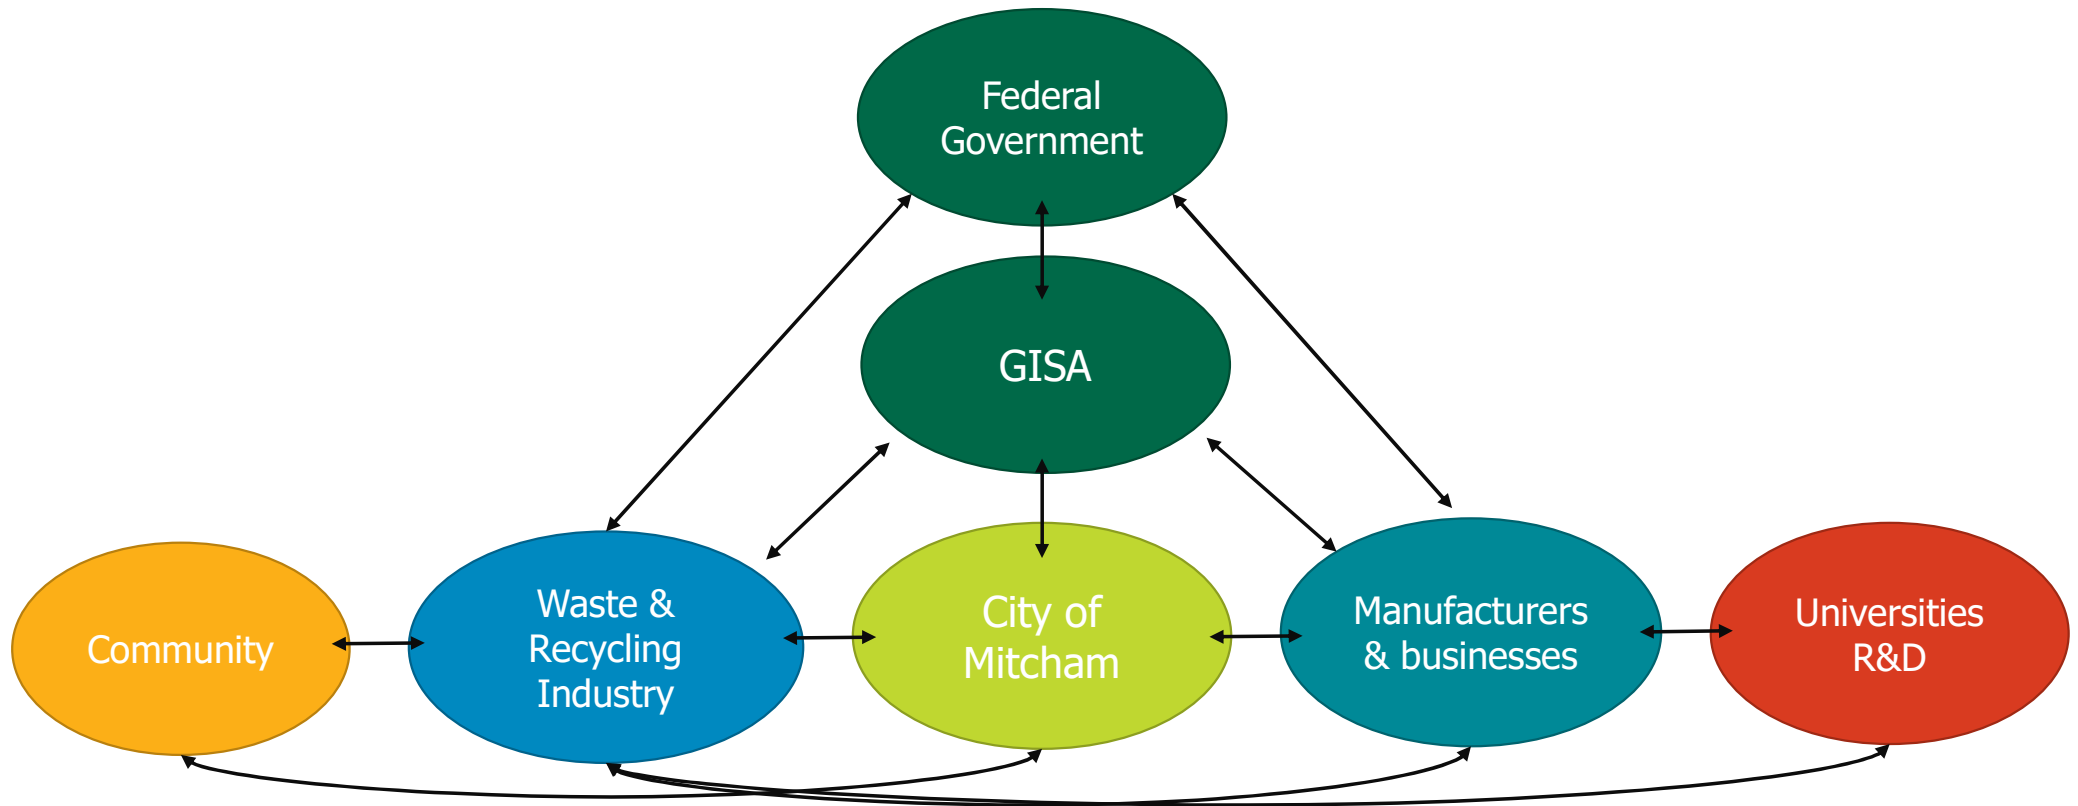 Federal
Government
GISA
Community
Waste &
Recycling
Industry
City of
Mitcham
Manufacturers
& businesses
Universities
R&D